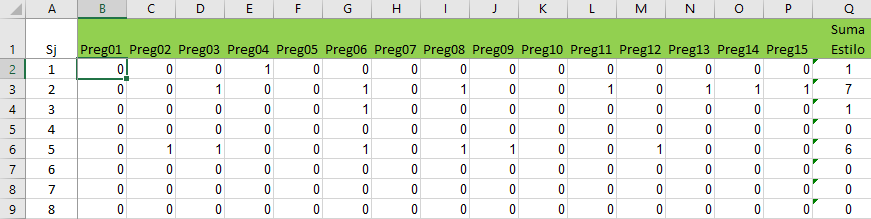 A B C D E F G H I J K L M N O P Q
1 Sj Preg01 Preg02 Preg03 Preg04 Preg05 Preg06 Preg07 Preg08 Preg09 Preg10 Preg11 Preg12 Preg13 Preg14 Preg15 Suma Estilo
2 1 0 0 0 1 0 0 0 0 0 0 0 0 0 0 0 1
3 2 0 0 1 0 0 1 0 1 0 0 1 0 1 1 1 7
4 3 0 0 0 0 0 1 0 0 0 0 0 0 0 0 0 1
5 4 0 0 0 0 0 0 0 0 0 0 0 0 0 0 0 0
6 5 0 1 1 0 0 1 0 1 1 0 0 1 0 0 0 6
7 6 0 0 0 0 0 0 0 0 0 0 0 0 0 0 0 0
8 7 0 0 0 0 0 0 0 0 0 0 0 0 0 0 0 0
9 8 0 0 0 0 0 0 0 0 0 0 0 0 0 0 0 0